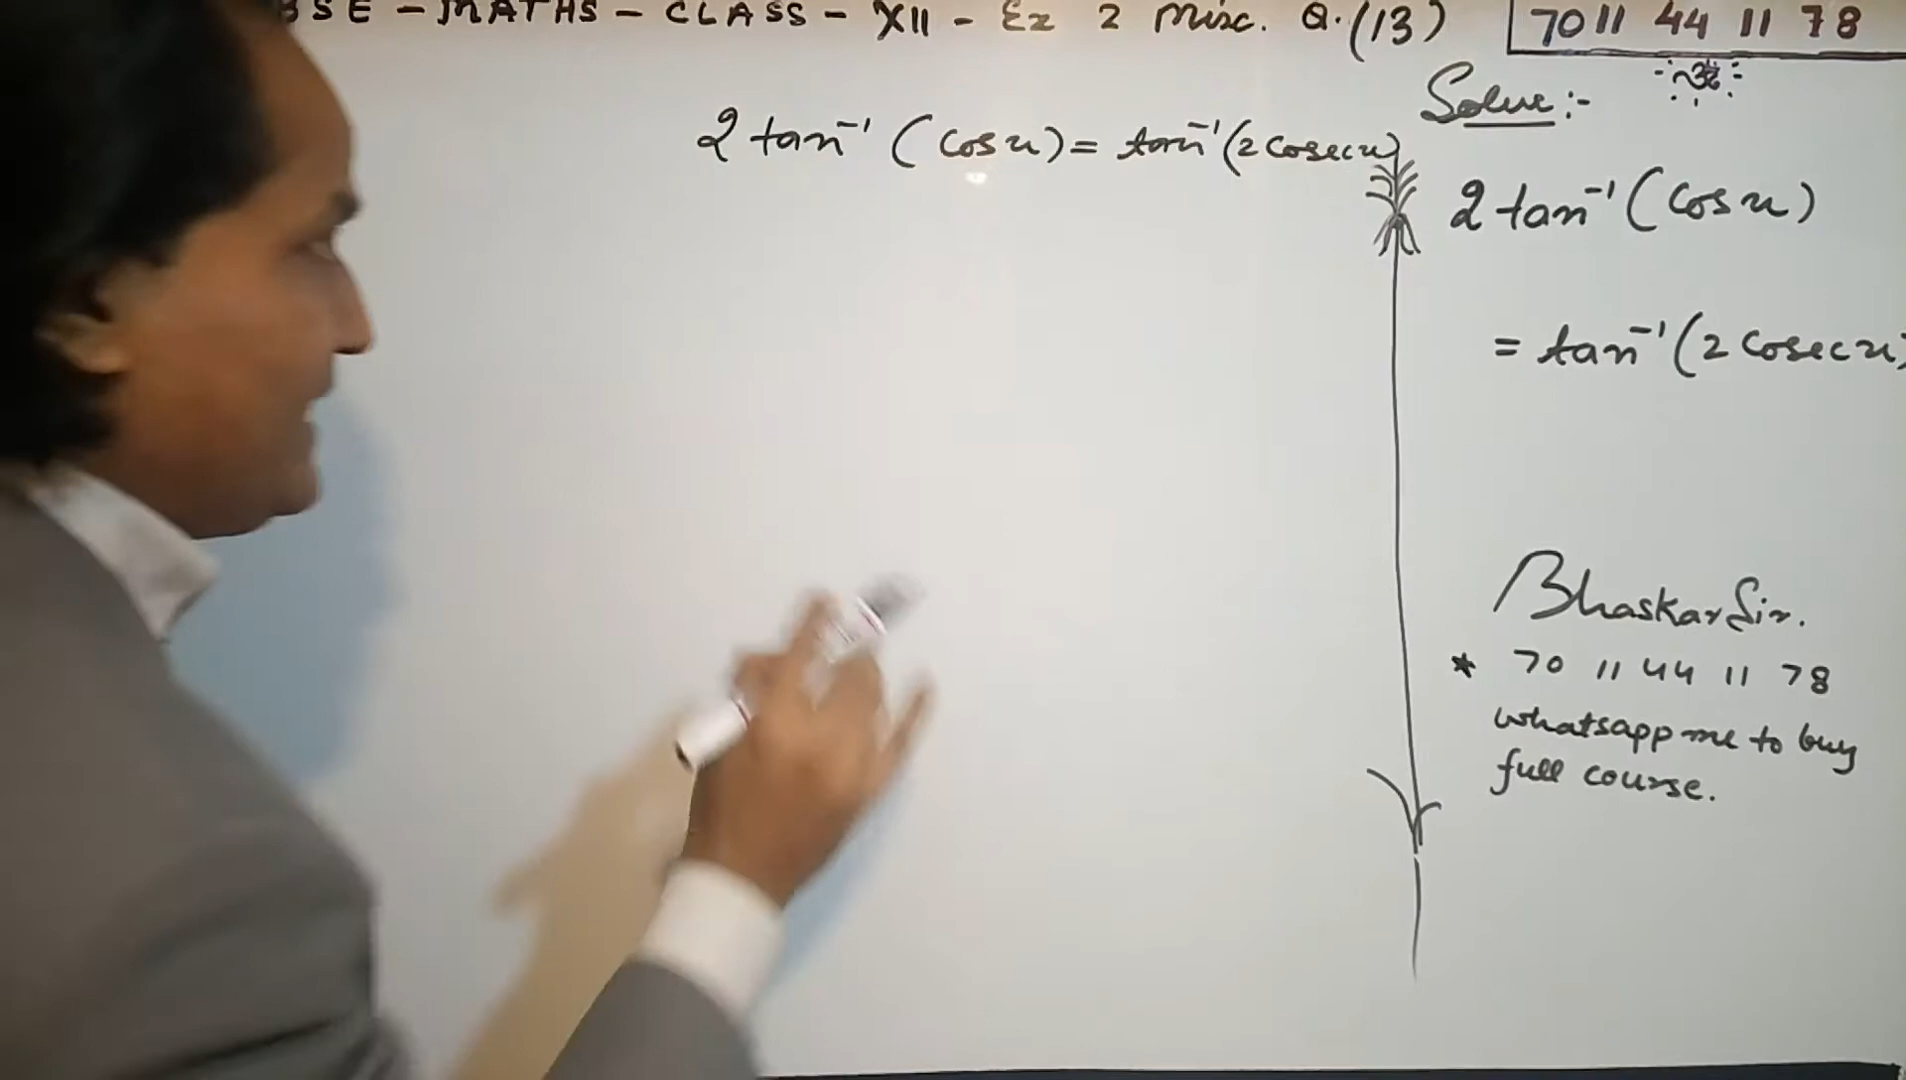 BSE - MATHS - CLASS - XII - Ex 2 Misc. Q. (13)
70 11 44 11 78
2 tan⁻¹ (cos x) = tan⁻¹ (2 cosec x)
Solve :-
2 tan⁻¹ (cos x)
= tan⁻¹ (2 cosec x)
Bhaskar Sir.
* 70 11 44 11 78
whatsapp me to buy
full course.